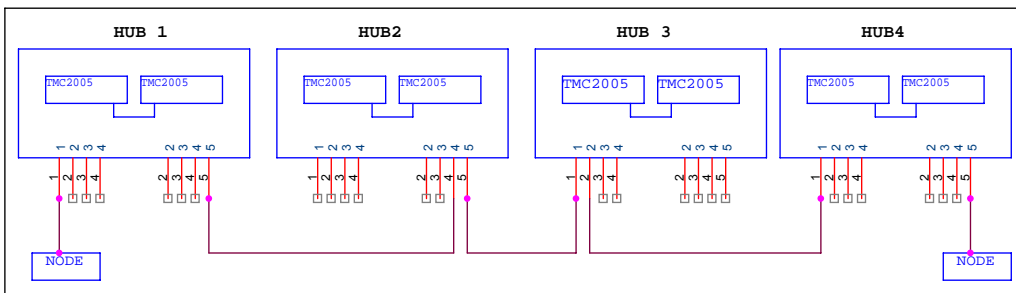 HUB 1 HUB2 HUB 3 HUB4
TMC2005 TMC2005 TMC2005 TMC2005 TMC2005 TMC2005 TMC2005 TMC2005
1 2 3 4 2 3 4 5 1 2 3 4 2 3 4 5 1 2 3 4 2 3 4 5 1 2 3 4 2 3 4 5
1 2 3 4 2 3 4 5 1 2 3 4 2 3 4 5 1 2 3 4 2 3 4 5 1 2 3 4 2 3 4 5
NODE NODE